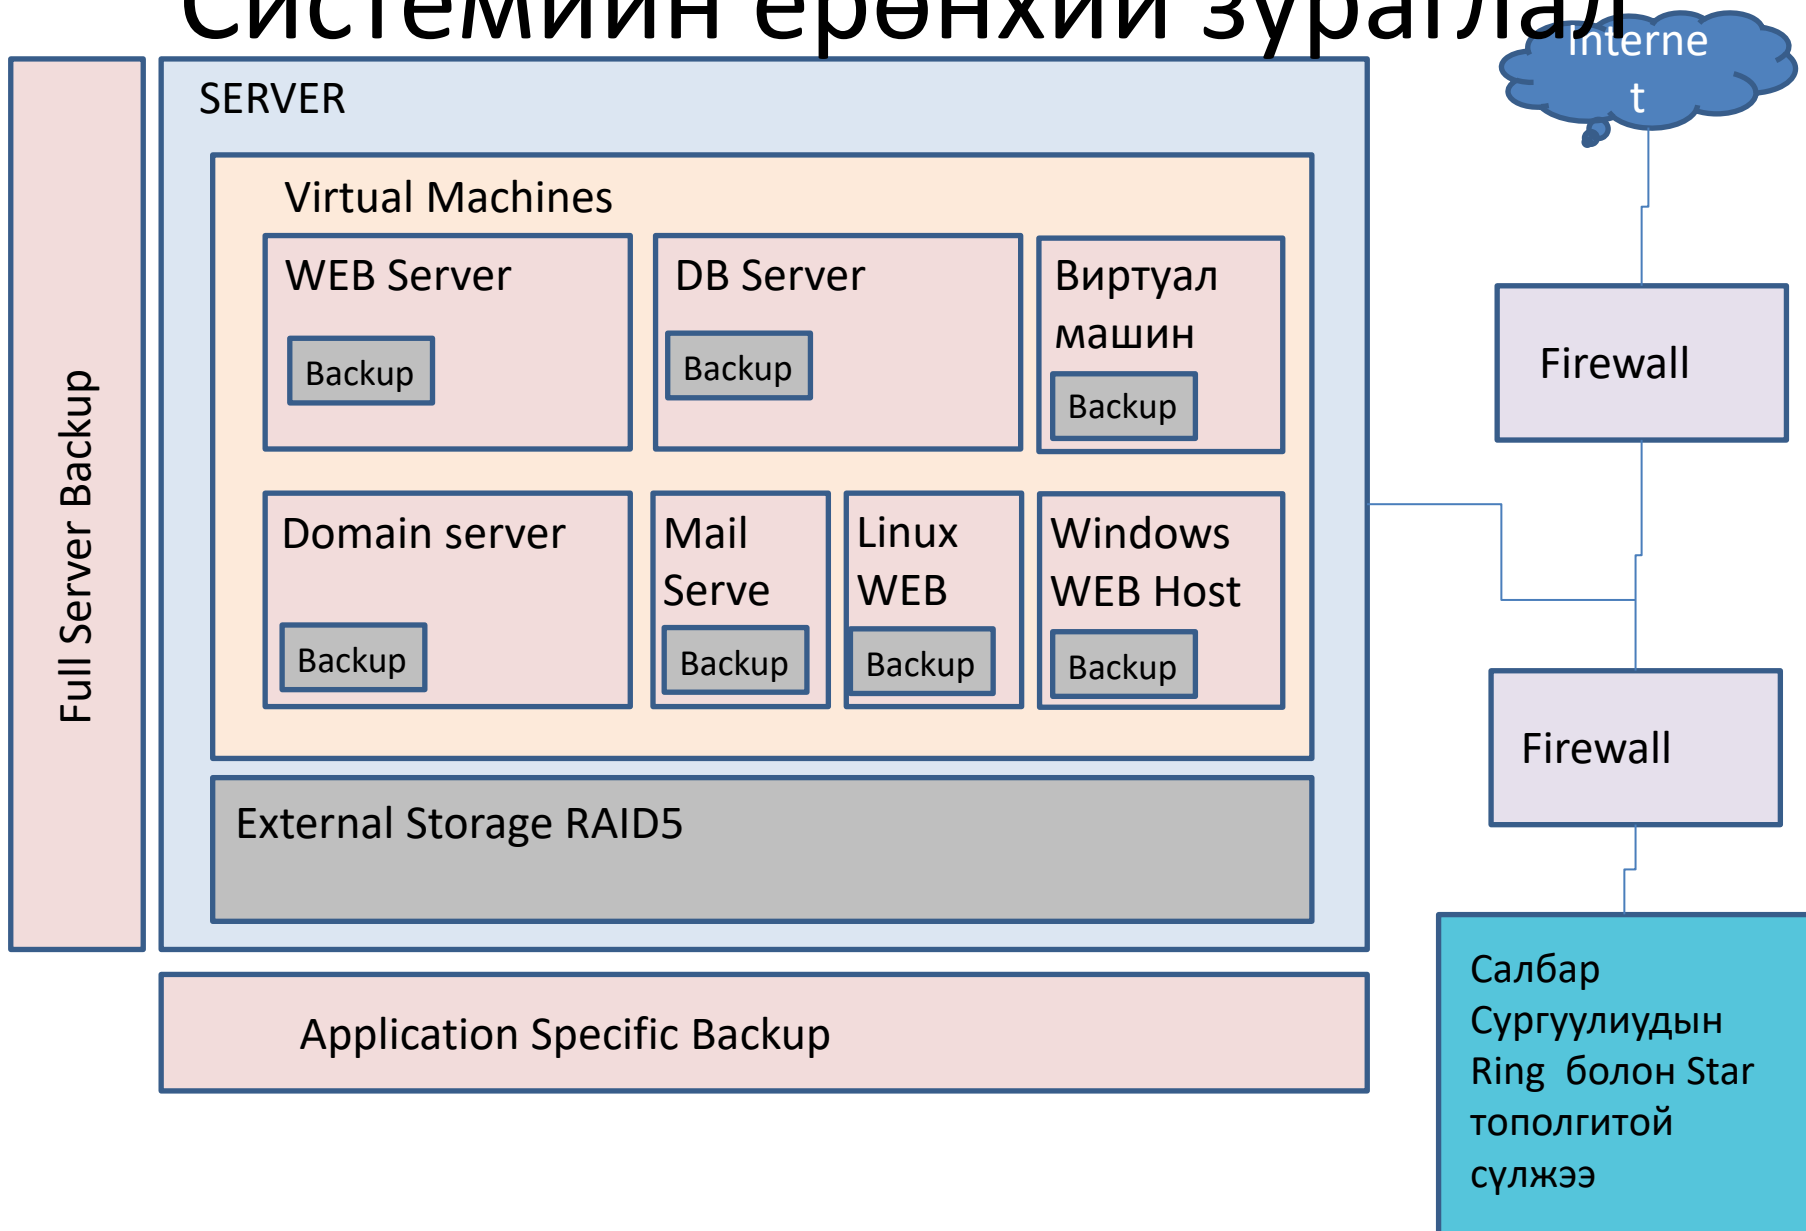 Системийн ерөнхий зураглал
Interne
t
SERVER
Virtual Machines
WEB Server
Backup
DB Server
Backup
Виртуал
машин
Backup
Domain server
Backup
Mail
Serve
Backup
Linux
WEB
Backup
Windows
WEB Host
Backup
External Storage RAID5
Full Server Backup
Application Specific Backup
Firewall
Firewall
Салбар
Сургуулиудын
Ring болон Star
тополгитой
сүлжээ